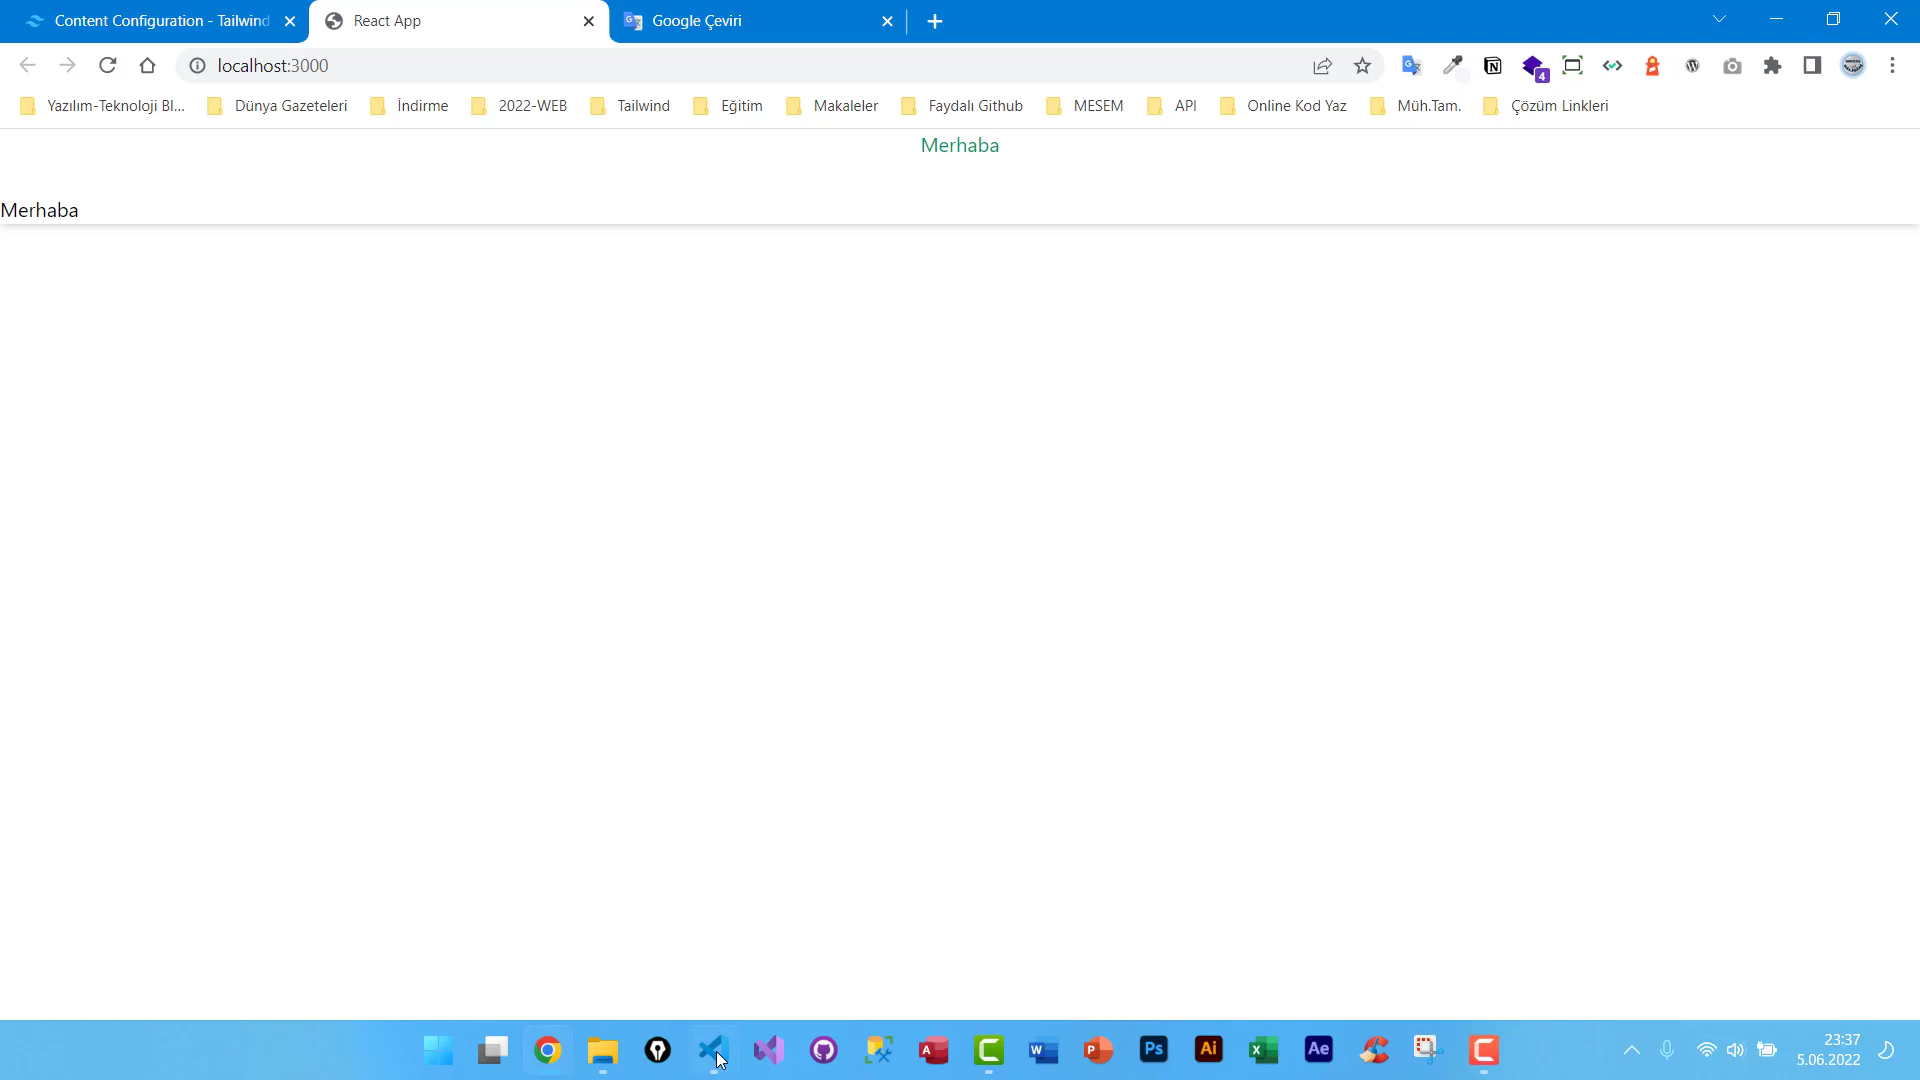 Content Configuration - Tailwind
React App
Google Çeviri
localhost:3000
4
Yazılım-Teknoloji Bl...
Dünya Gazeteleri
İndirme
2022-WEB
Tailwind
Eğitim
Makaleler
Faydalı Github
MESEM
API
Online Kod Yaz
Müh.Tam.
Çözüm Linkleri
Merhaba
Merhaba
23:37
5.06.2022